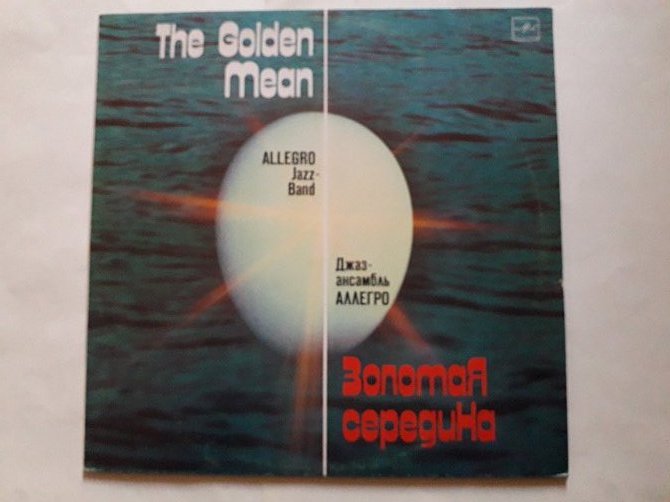 The Golden
Mean
ALLEGRO
Jazz-
Band
Джаз-
ансамбль
АЛЛЕГРО
Золотая
середина